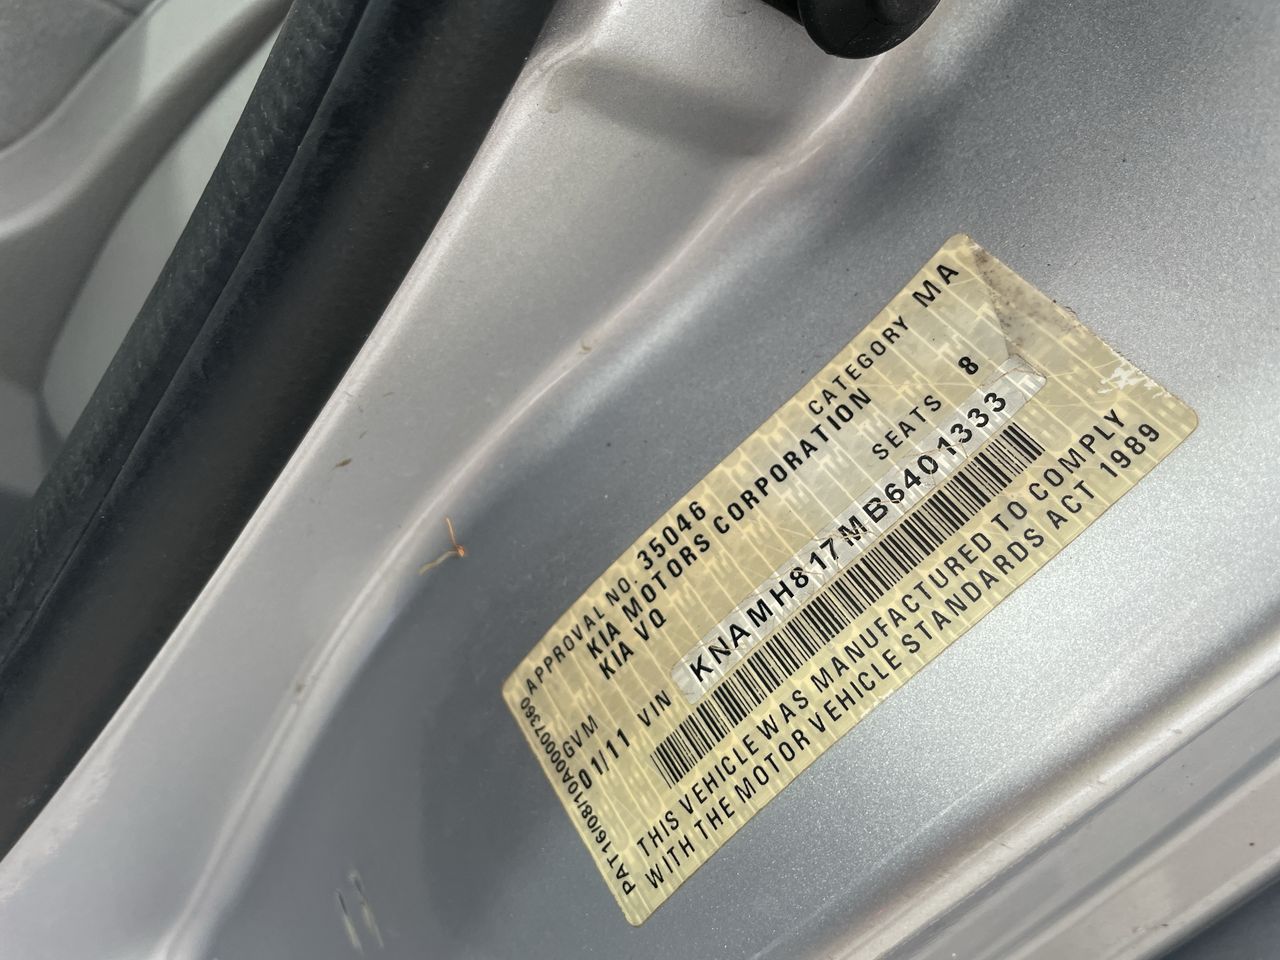 APPROVAL NO. 35046 CATEGORY MA
KIA MOTORS CORPORATION
KIA VQ SEATS 8
GVM
01/11 VIN KNAMH817MB6401333
THIS VEHICLE WAS MANUFACTURED TO COMPLY
WITH THE MOTOR VEHICLE STANDARDS ACT 1989
PAT16/08/10A00007360